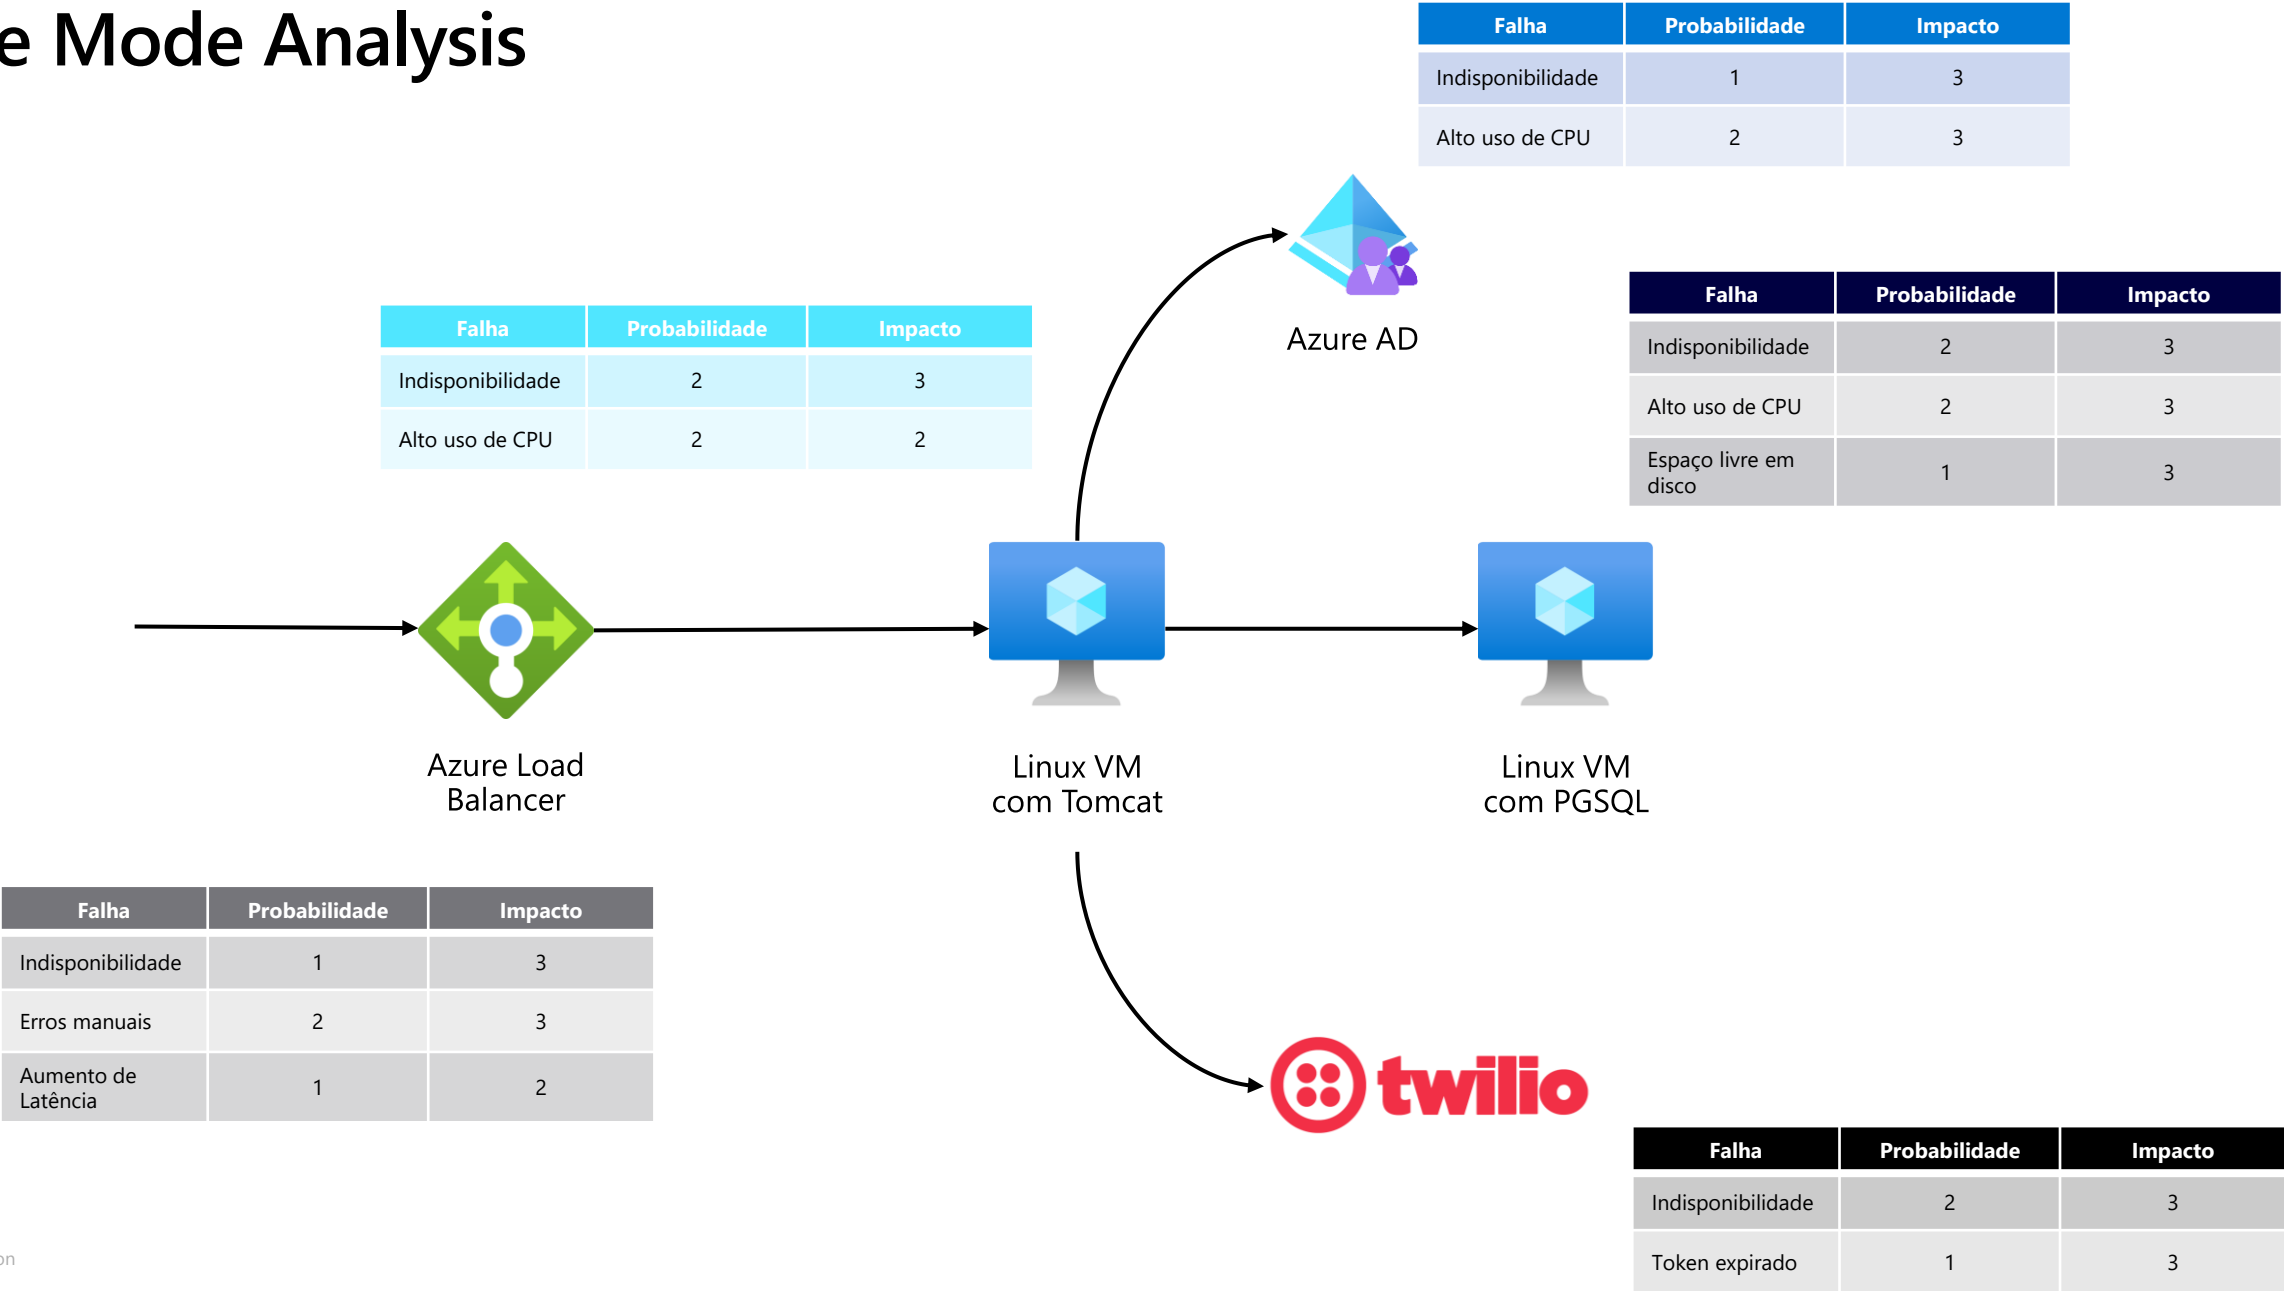 e Mode Analysis
Falha Probabilidade Impacto
Indisponibilidade 1 3
Alto uso de CPU 2 3
Azure AD
Falha Probabilidade Impacto
Indisponibilidade 2 3
Alto uso de CPU 2 3
Espaço livre em
disco 1 3
Falha Probabilidade Impacto
Indisponibilidade 2 3
Alto uso de CPU 2 2
Azure Load
Balancer
Linux VM
com Tomcat
Linux VM
com PGSQL
Falha Probabilidade Impacto
Indisponibilidade 1 3
Erros manuais 2 3
Aumento de
Latência 1 2
twilio
Falha Probabilidade Impacto
Indisponibilidade 2 3
Token expirado 1 3
on